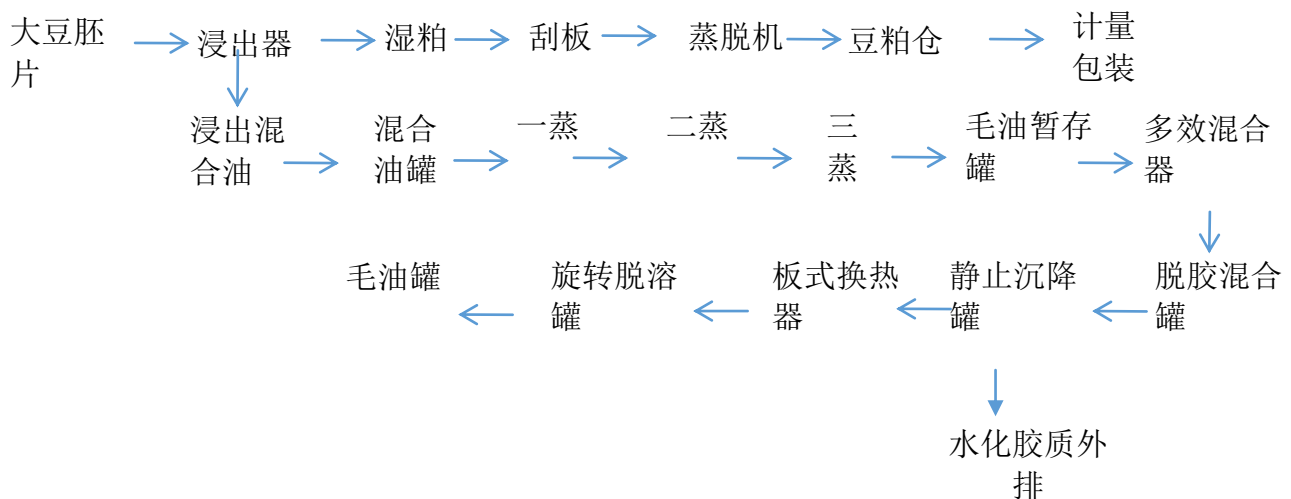 大豆胚
片
浸出器
湿粕
刮板
蒸脱机
豆粕仓
计量
包装
浸出混
合油
混合
油罐
一蒸
二蒸
三
蒸
毛油暂存
罐
多效混合
器
毛油罐
旋转脱溶
罐
板式换热
器
静止沉降
罐
脱胶混合
罐
水化胶质外
排